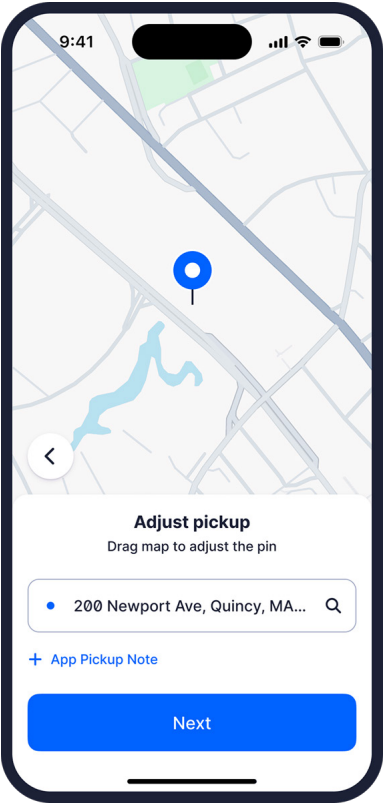 9:41
Adjust pickup
Drag map to adjust the pin
200 Newport Ave, Quincy, MA...
+ App Pickup Note
Next